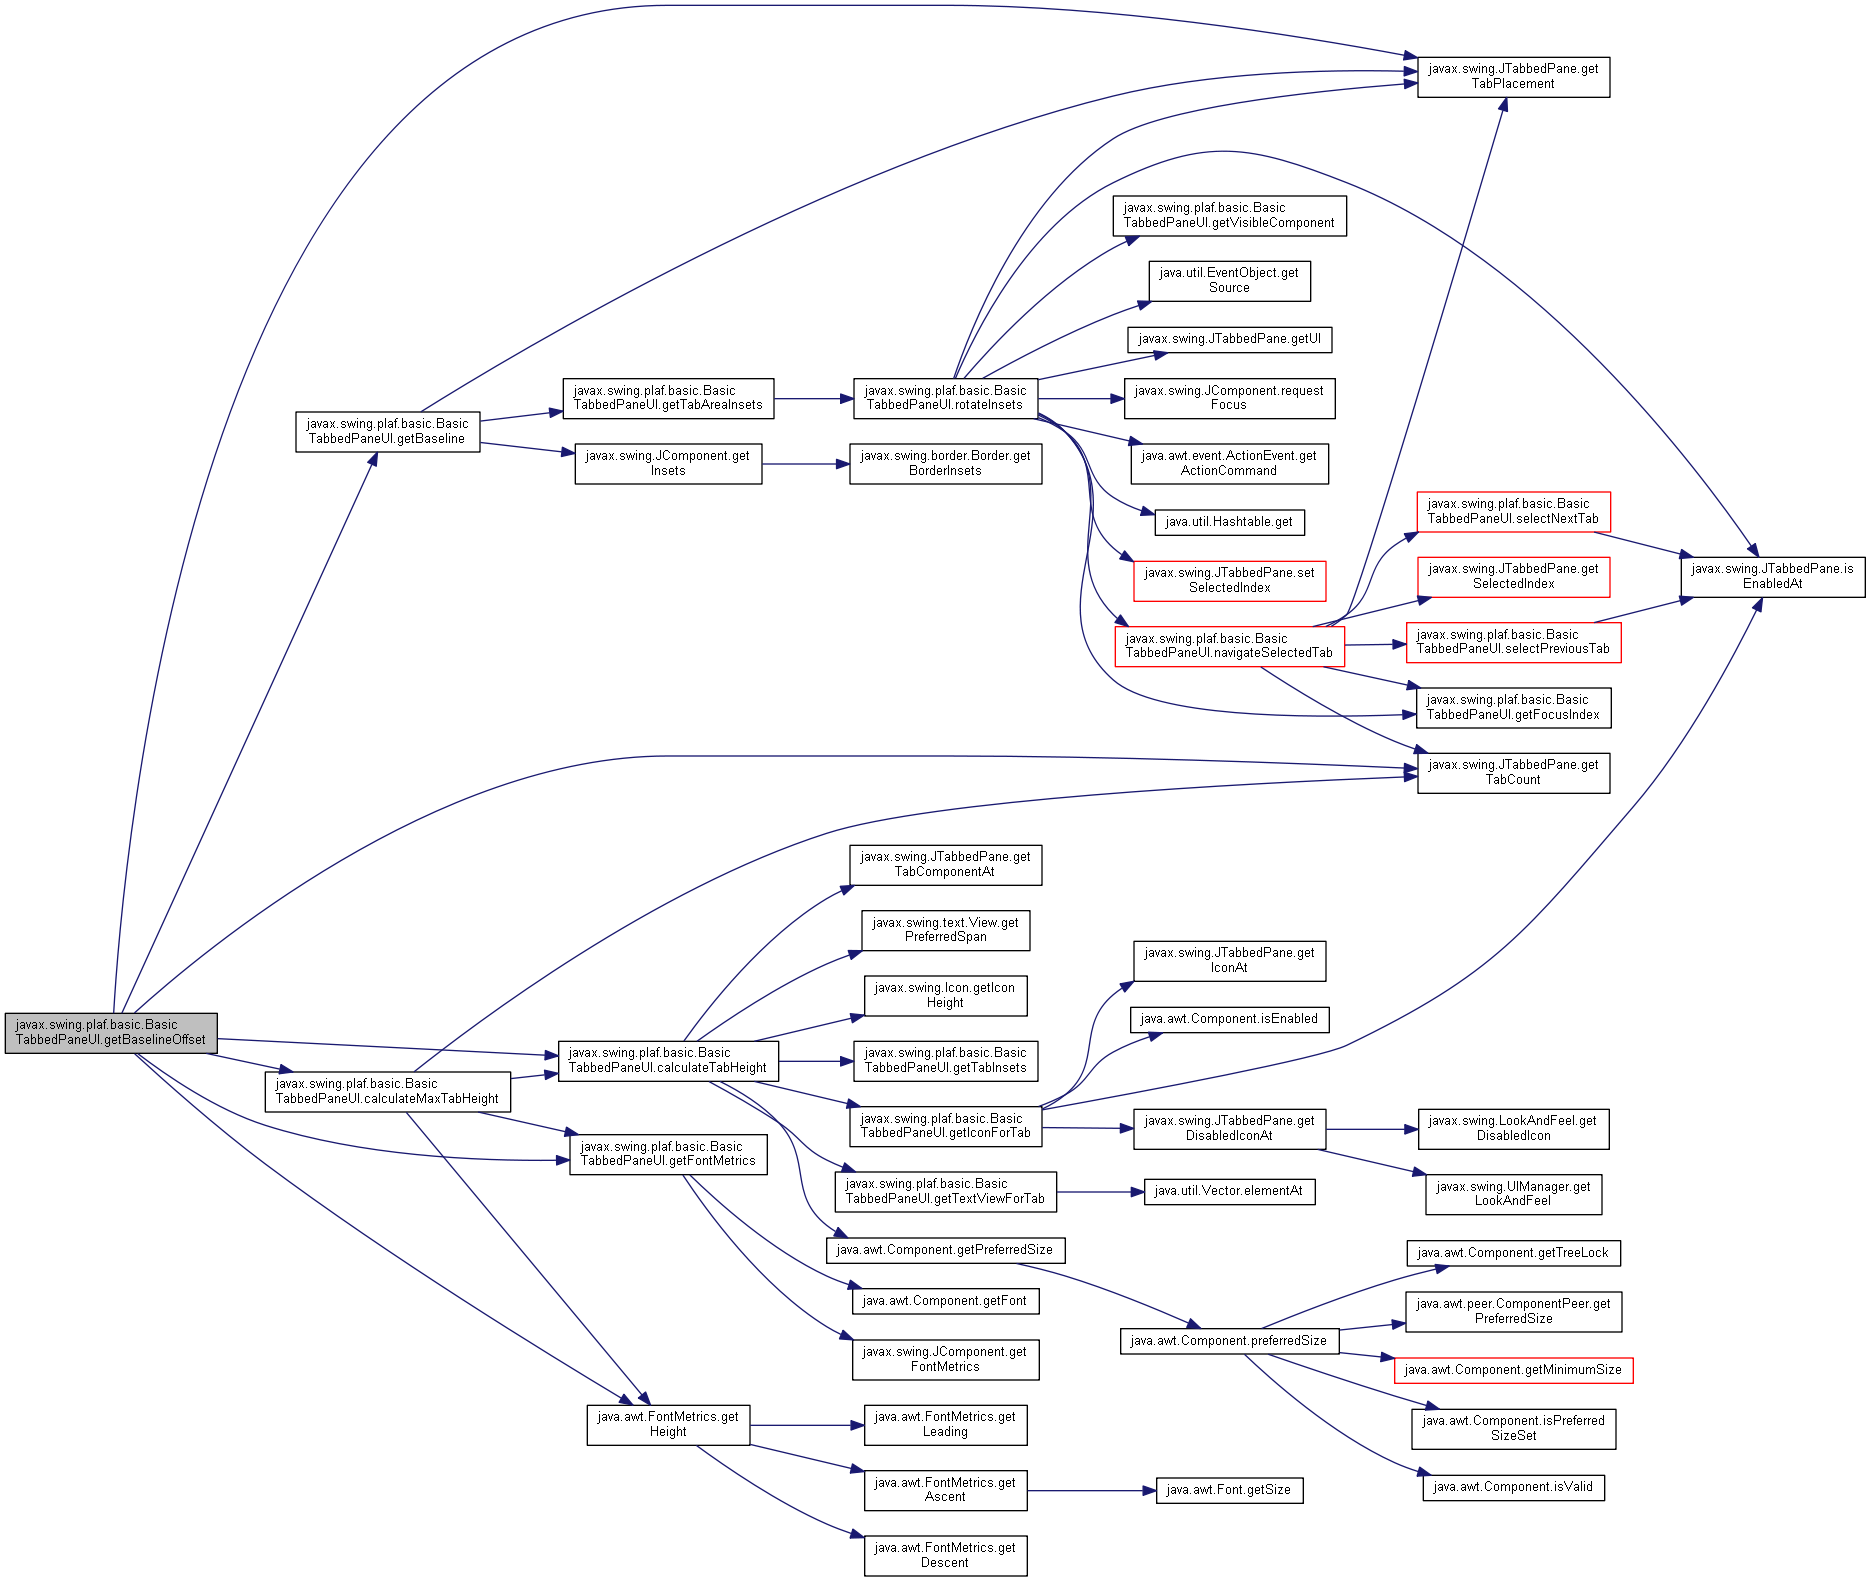 javax.swing.JTabbedPane.get
TabPlacement
javax.swing.plaf.basic.Basic
TabbedPaneUI.getVisibleComponent
java.util.EventObject.get
Source
javax.swing.JTabbedPane.getUI
javax.swing.plaf.basic.Basic
TabbedPaneUI.getTabAreaInsets
javax.swing.plaf.basic.Basic
TabbedPaneUI.rotateInsets
javax.swing.JComponent.request
Focus
javax.swing.plaf.basic.Basic
TabbedPaneUI.getBaseline
javax.swing.JComponent.get
Insets
javax.swing.border.Border.get
BorderInsets
java.awt.event.ActionEvent.get
ActionCommand
java.util.Hashtable.get
javax.swing.plaf.basic.Basic
TabbedPaneUI.selectNextTab
javax.swing.JTabbedPane.set
SelectedIndex
javax.swing.JTabbedPane.get
SelectedIndex
javax.swing.JTabbedPane.is
EnabledAt
javax.swing.plaf.basic.Basic
TabbedPaneUI.navigateSelectedTab
javax.swing.plaf.basic.Basic
TabbedPaneUI.selectPreviousTab
javax.swing.plaf.basic.Basic
TabbedPaneUI.getFocusIndex
javax.swing.JTabbedPane.get
TabCount
javax.swing.JTabbedPane.get
TabComponentAt
javax.swing.text.View.get
PreferredSpan
javax.swing.JTabbedPane.get
IconAt
javax.swing.Icon.getIcon
Height
java.awt.Component.isEnabled
javax.swing.plaf.basic.Basic
TabbedPaneUI.getBaselineOffset
javax.swing.plaf.basic.Basic
TabbedPaneUI.calculateTabHeight
javax.swing.plaf.basic.Basic
TabbedPaneUI.getTabInsets
javax.swing.plaf.basic.Basic
TabbedPaneUI.calculateMaxTabHeight
javax.swing.plaf.basic.Basic
TabbedPaneUI.getIconForTab
javax.swing.JTabbedPane.get
DisabledIconAt
javax.swing.LookAndFeel.get
DisabledIcon
javax.swing.plaf.basic.Basic
TabbedPaneUI.getFontMetrics
javax.swing.plaf.basic.Basic
TabbedPaneUI.getTextViewForTab
java.util.Vector.elementAt
javax.swing.UIManager.get
LookAndFeel
java.awt.Component.getPreferredSize
java.awt.Component.getTreeLock
java.awt.Component.getFont
java.awt.peer.ComponentPeer.get
PreferredSize
java.awt.Component.preferredSize
javax.swing.JComponent.get
FontMetrics
java.awt.Component.getMinimumSize
java.awt.FontMetrics.get
Height
java.awt.FontMetrics.get
Leading
java.awt.Component.isPreferred
SizeSet
java.awt.FontMetrics.get
Ascent
java.awt.Font.getSize
java.awt.Component.isValid
java.awt.FontMetrics.get
Descent